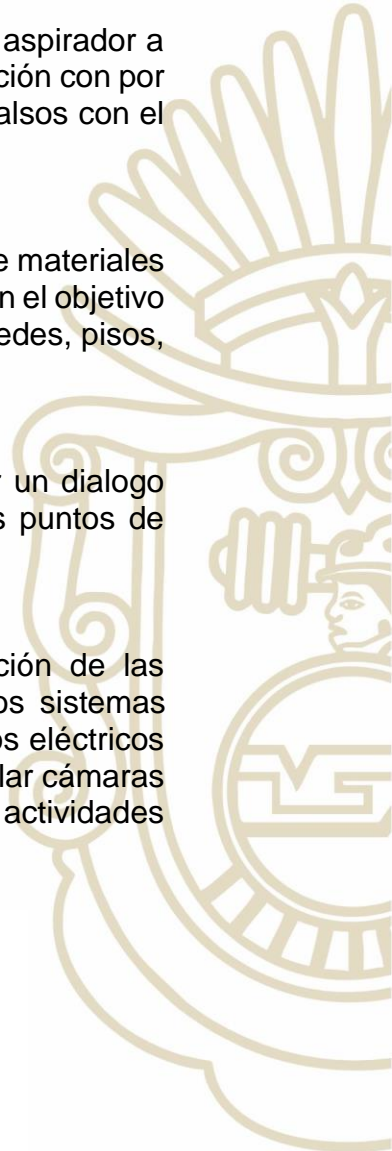 aspirador a
ción con por
alsos con el
e materiales
n el objetivo
edes, pisos,
r un dialogo
s puntos de
ción de las
os sistemas
os eléctricos
lar cámaras
actividades